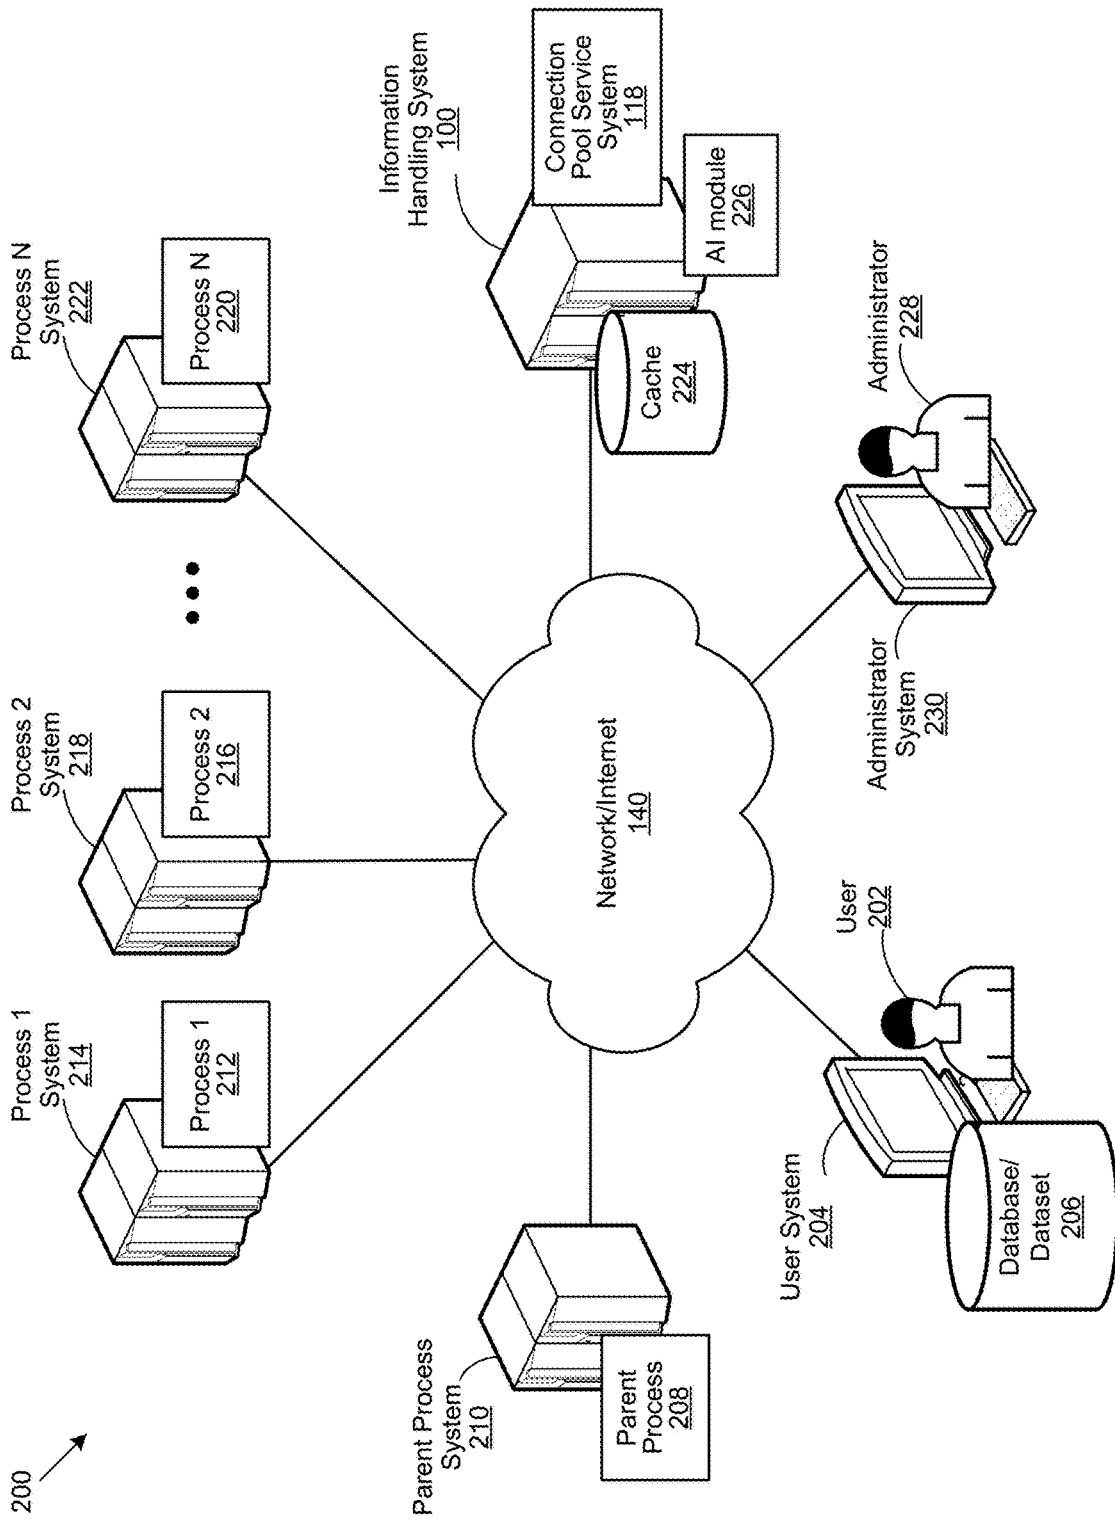 200
Process 1
System
214
Process 1
212
Process 2
System
218
Process 2
216
Process N
System
222
Process N
220
Parent Process
System
210
Parent
Process
208
Network/Internet
140
Information
Handling System
100
Connection
Pool Service
System
118
AI module
226
Cache
224
User System
204
Database/
Dataset
206
User
202
Administrator
System
230
Administrator
228